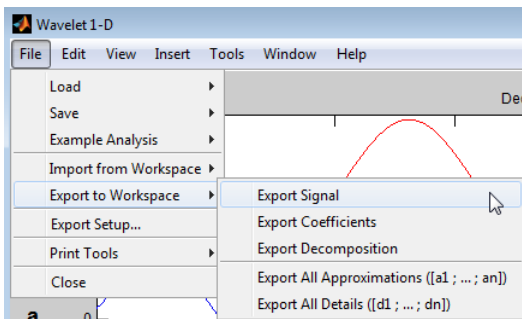 Wavelet 1-D
File Edit View Insert Tools Window Help
Load
Save
Example Analysis
Import from Workspace
Export to Workspace
Export Setup...
Print Tools
Close
De
Export Signal
Export Coefficients
Export Decomposition
Export All Approximations ([a1 ; ... ; an])
Export All Details ([d1 ; ... ; dn])
a 0